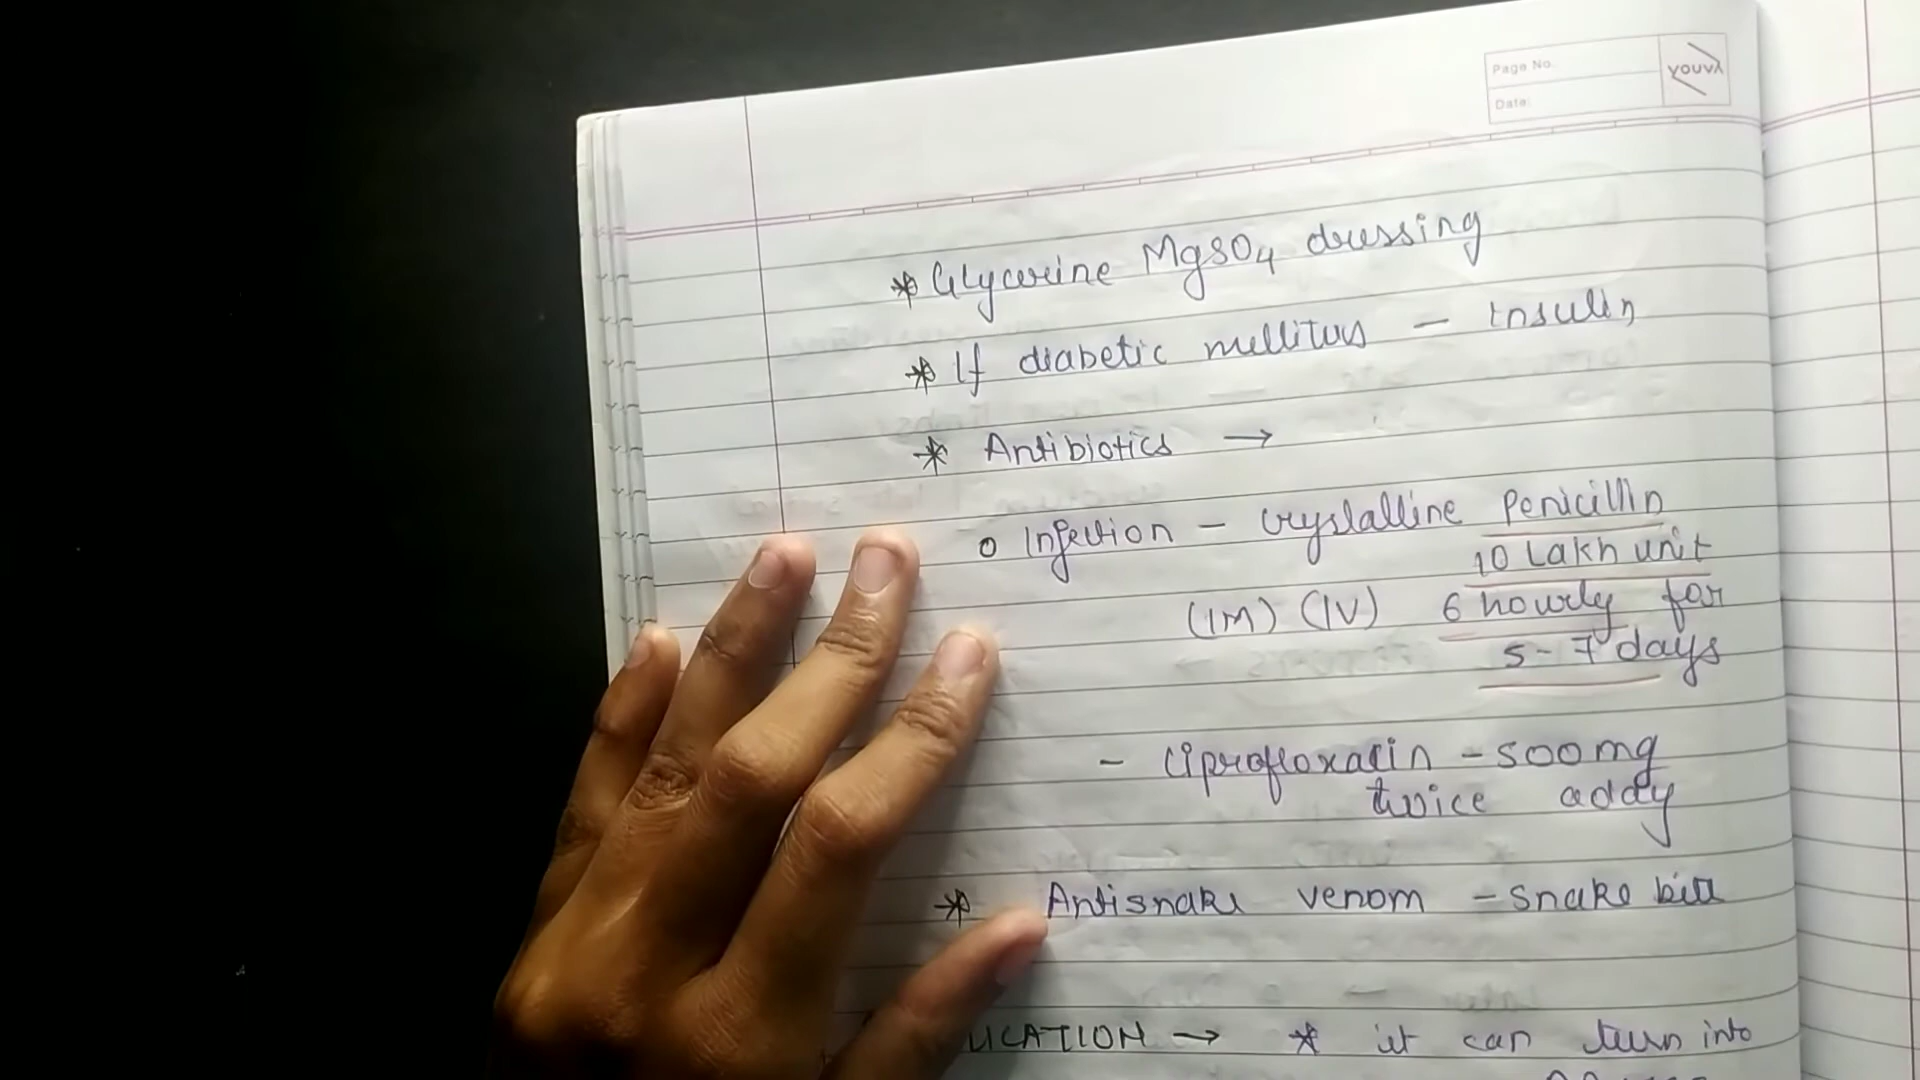 Page No.
Date:
youva
* Glycerine MgSO4 dressing
* If diabetic mellitus - insulin
* Antibiotics →
o Infection - crystalline Penicillin
10 Lakh unit
(IM) (IV) 6 hourly for
5-7 days
- Ciprofloxacin - 500mg
twice a day
* Antisnake venom - snake bite
LICATION → * it can turn into